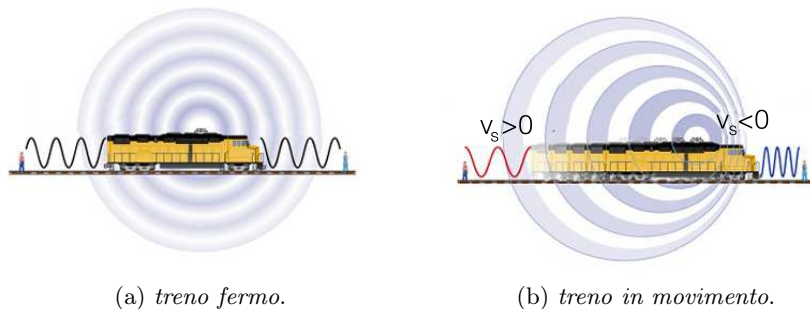 v_s>0
v_s<0
(a) treno fermo.
(b) treno in movimento.